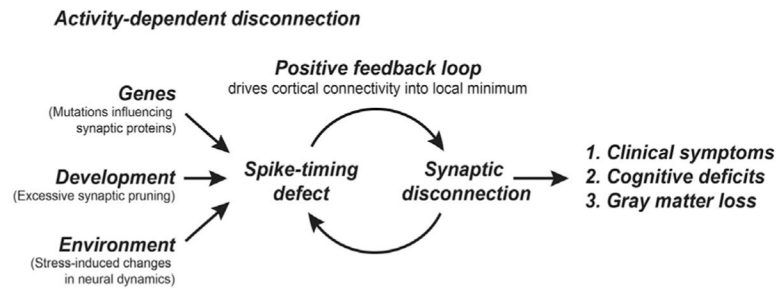 Activity-dependent disconnection
Positive feedback loop
drives cortical connectivity into local minimum
Genes
(Mutations influencing
synaptic proteins)
Development
(Excessive synaptic pruning)
Environment
(Stress-induced changes
in neural dynamics)
Spike-timing
defect
Synaptic
disconnection
1. Clinical symptoms
2. Cognitive deficits
3. Gray matter loss